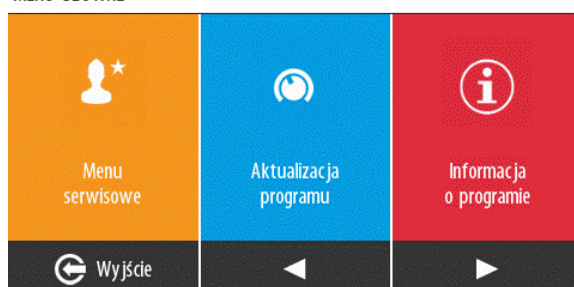 Menu
serwisowe
Aktualizacja
programu
Informacja
o programie
Wyjście